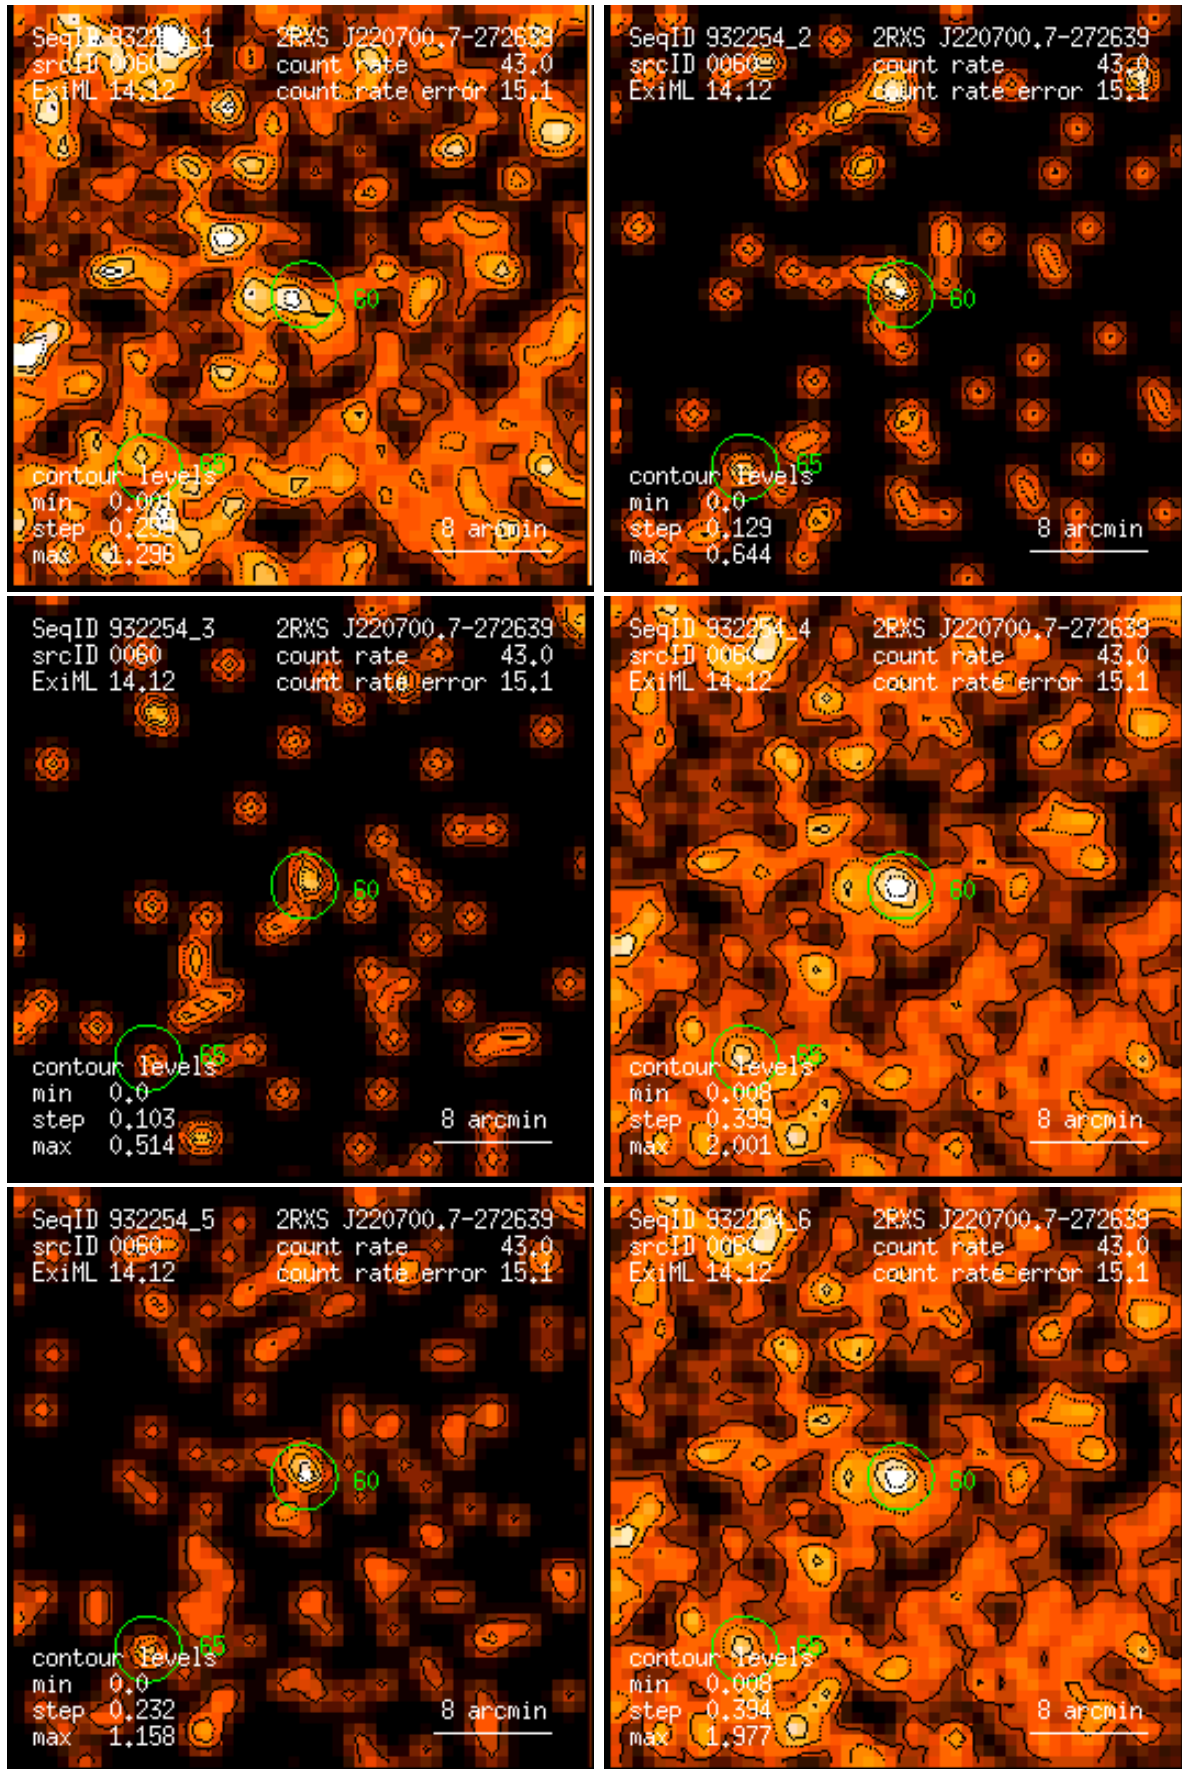 SeqID 932254_1 2RXS J220700.7-272639
srcID 0060 count rate 43.0
ExiML 14.12 count rate error 15.1
60
65
contour levels
min 0.001
step 0.259
max 1.296 8 arcmin
SeqID 932254_2 2RXS J220700.7-272639
srcID 0060 count rate 43.0
ExiML 14.12 count rate error 15.1
60
65
contour levels
min 0.0
step 0.129 8 arcmin
max 0.644
SeqID 932254_3 2RXS J220700.7-272639
srcID 0060 count rate 43.0
ExiML 14.12 count rate error 15.1
60
65
contour levels
min 0.0
step 0.103 8 arcmin
max 0.514
SeqID 932254_4 2RXS J220700.7-272639
srcID 0060 count rate 43.0
ExiML 14.12 count rate error 15.1
60
65
contour levels
min 0.008
step 0.399 8 arcmin
max 2.001
SeqID 932254_5 2RXS J220700.7-272639
srcID 0060 count rate 43.0
ExiML 14.12 count rate error 15.1
60
65
contour levels
min 0.0
step 0.232 8 arcmin
max 1.158
SeqID 932254_6 2RXS J220700.7-272639
srcID 0060 count rate 43.0
ExiML 14.12 count rate error 15.1
60
65
contour levels
min 0.008
step 0.394 8 arcmin
max 1.977